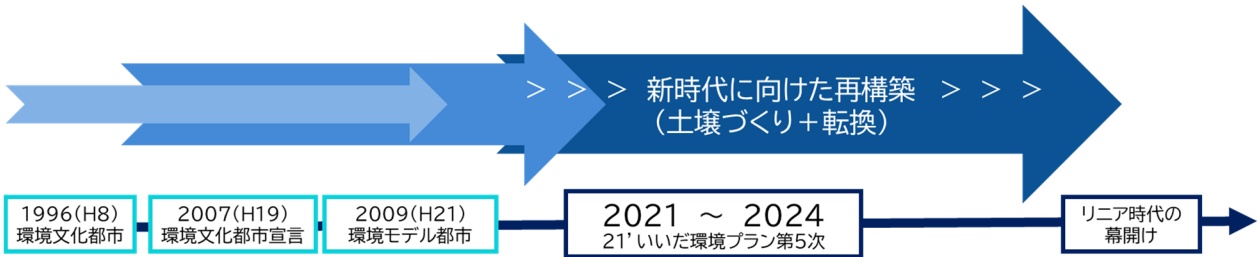 > > > 新時代に向けた再構築 > > >
(土壌づくり+転換)
1996(H8)
環境文化都市
2007(H19)
環境文化都市宣言
2009(H21)
環境モデル都市
2021 ～ 2024
21’いいだ環境プラン第5次
リニア時代の
幕開け